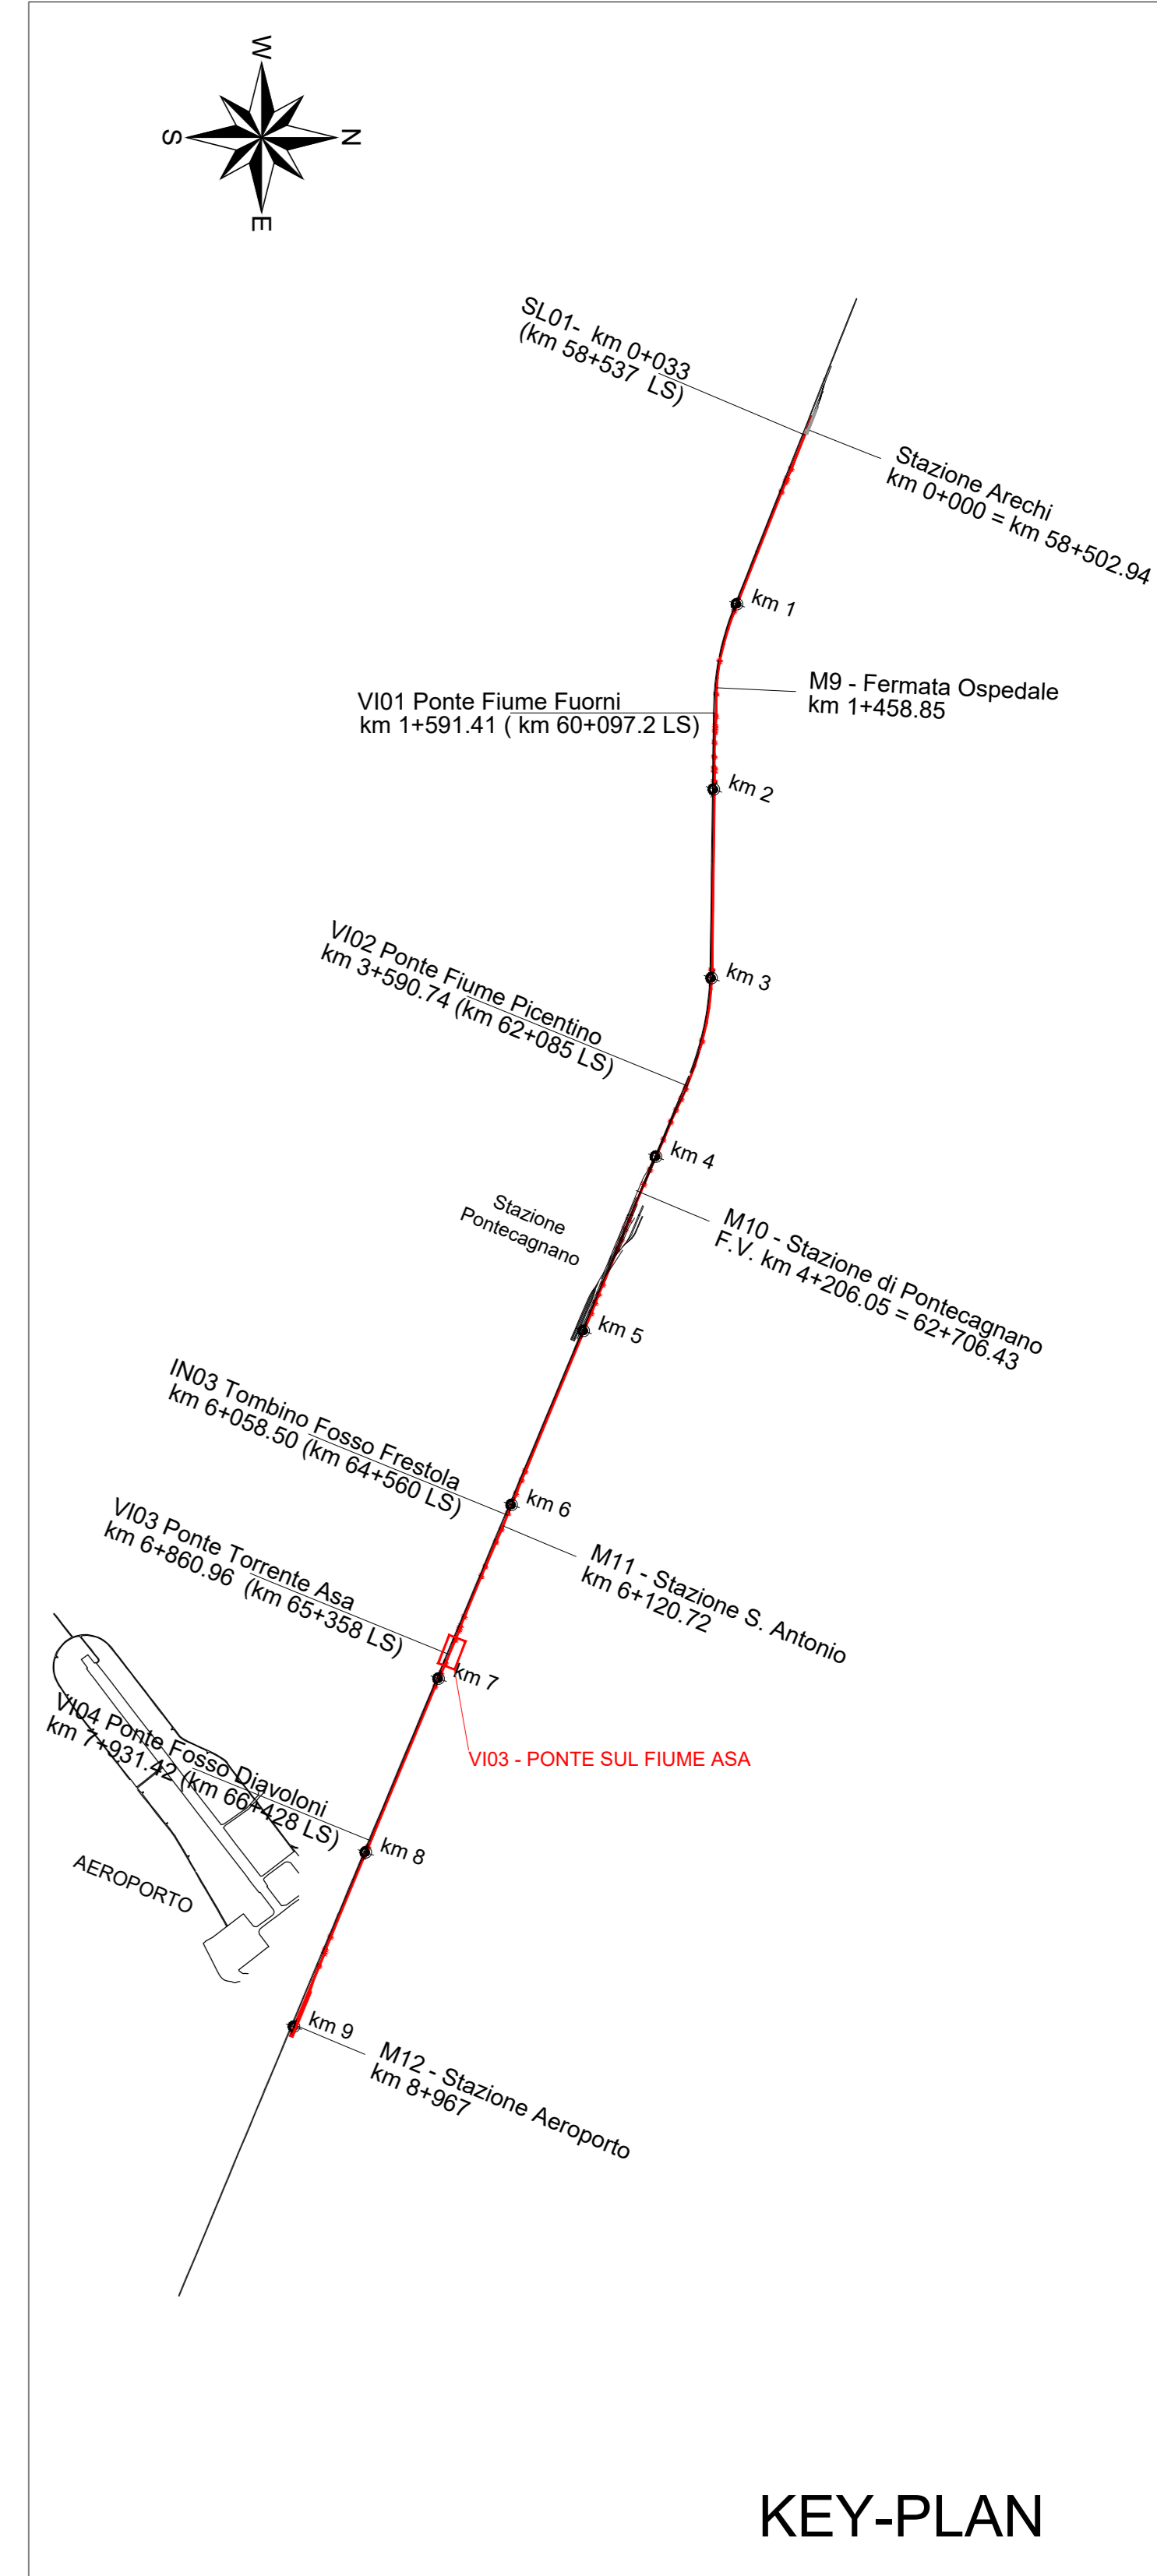 W
S
N
E
SL01-  km 0+033
(km 58+537  LS)
Stazione Arechi
km 0+000 = km 58+502.94
km 1
M9 - Fermata Ospedale
km 1+458.85
VI01 Ponte Fiume Fuorni
km 1+591.41 ( km 60+097.2 LS)
km 2
VI02 Ponte Fiume Picentino
km 3+590.74 (km 62+085 LS)
km 3
km 4
Stazione
Pontecagnano
M10 - Stazione di Pontecagnano
F.V. km 4+206.05 = 62+706.43
km 5
IN03 Tombino Fosso Frestola
km 6+058.50 (km 64+560 LS)
km 6
M11 - Stazione S. Antonio
km 6+120.72
VI03 Ponte Torrente Asa
km 6+860.96  (km 65+358 LS)
km 7
VI03 - PONTE SUL FIUME ASA
VI04 Ponte Fosso Diavoloni
km 7+931.42 (km 66+428 LS)
km 8
AEROPORTO
km 9
M12 - Stazione Aeroporto
km 8+967
KEY-PLAN